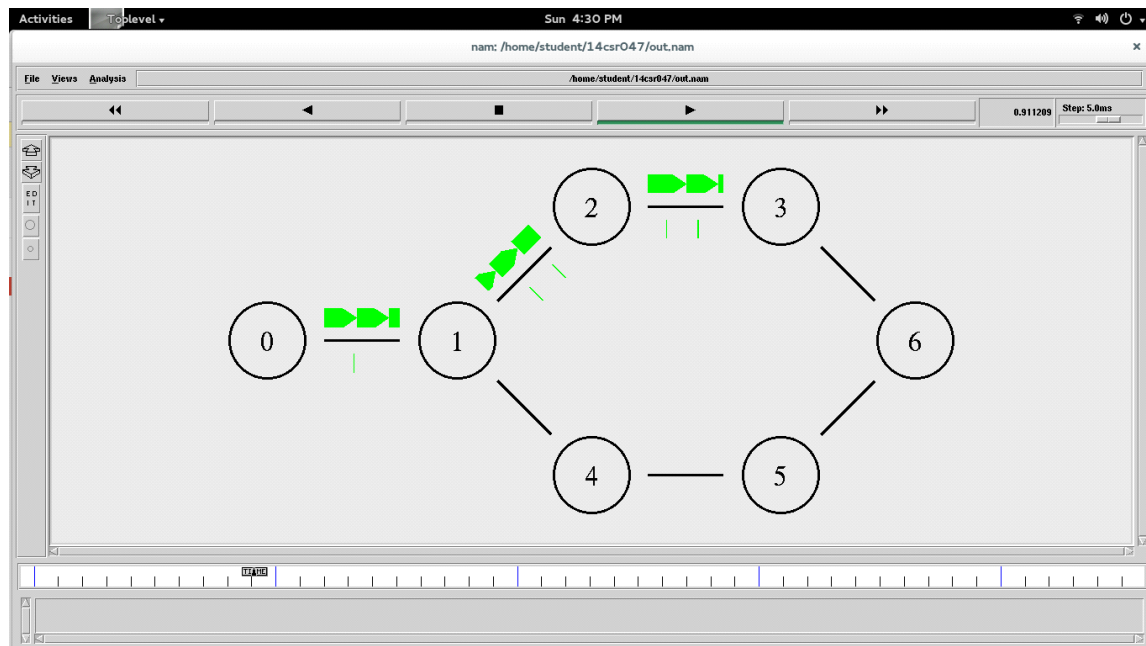 Activities Toplevel Sun 4:30 PM
nam: /home/student/14csr047/out.nam
File Views Analysis /home/student/14csr047/out.nam
0.911209 Step: 5.0ms
E D
I T
2 3
0 1 6
4 5
TIME